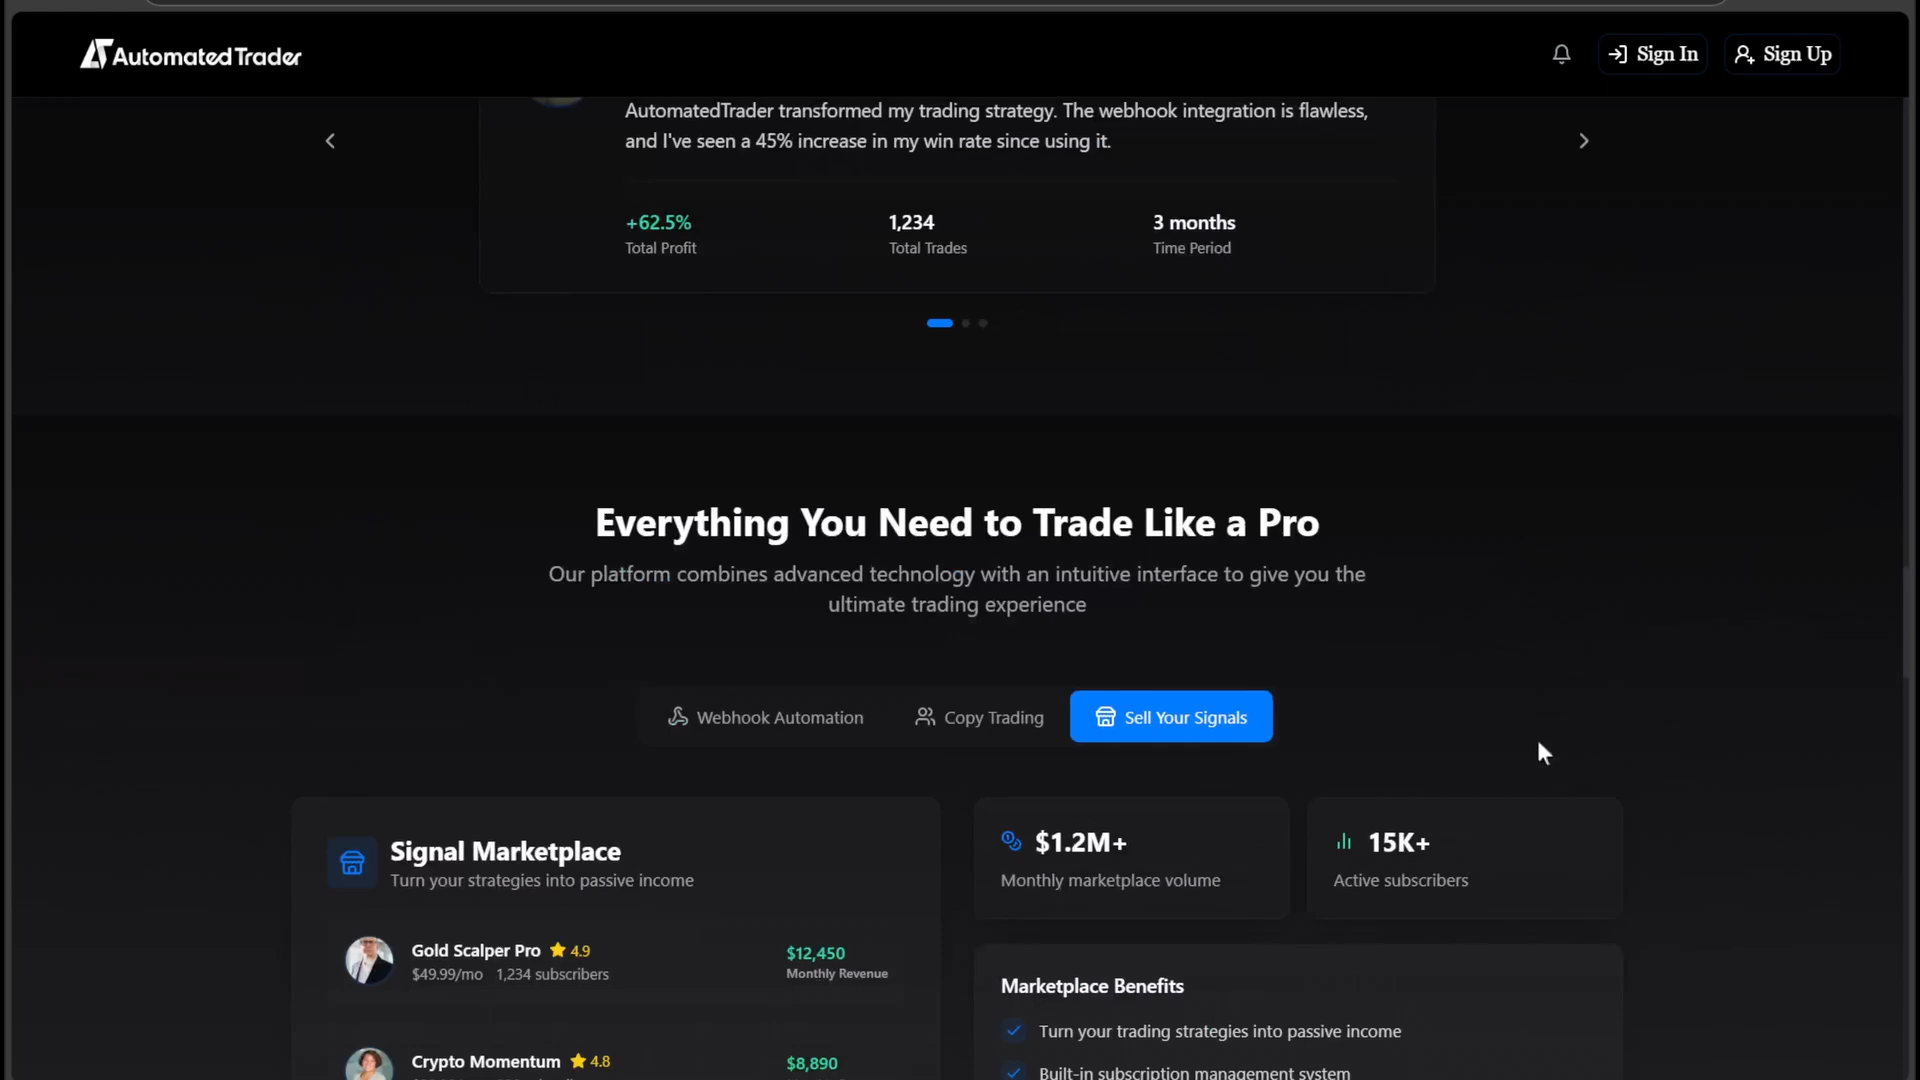 AutomatedTrader
Sign In
Sign Up
AutomatedTrader transformed my trading strategy. The webhook integration is flawless,
and I've seen a 45% increase in my win rate since using it.
+62.5%
Total Profit
1,234
Total Trades
3 months
Time Period
Everything You Need to Trade Like a Pro
Our platform combines advanced technology with an intuitive interface to give you the
ultimate trading experience
Webhook Automation
Copy Trading
Sell Your Signals
Signal Marketplace
Turn your strategies into passive income
Gold Scalper Pro 4.9
$49.99/mo 1,234 subscribers
$12,450
Monthly Revenue
Crypto Momentum 4.8
$8,890
$1.2M+
Monthly marketplace volume
15K+
Active subscribers
Marketplace Benefits
Turn your trading strategies into passive income
Built-in subscription management system